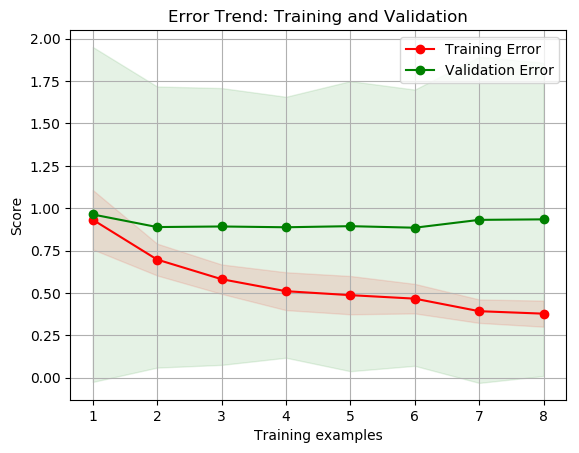 Error Trend: Training and Validation
Training Error
Validation Error
2.00
1.75
1.50
1.25
1.00
0.75
0.50
0.25
0.00
Score
1 2 3 4 5 6 7 8
Training examples